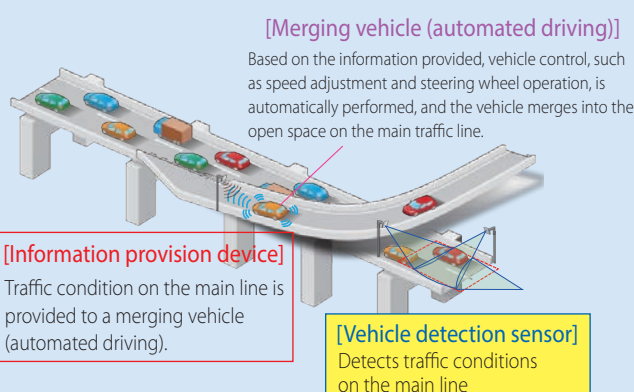 [Merging vehicle (automated driving)]
Based on the information provided, vehicle control, such
as speed adjustment and steering wheel operation, is
automatically performed, and the vehicle merges into the
open space on the main traffic line.
[Information provision device]
Traffic condition on the main line is
provided to a merging vehicle
(automated driving).
[Vehicle detection sensor]
Detects traffic conditions
on the main line